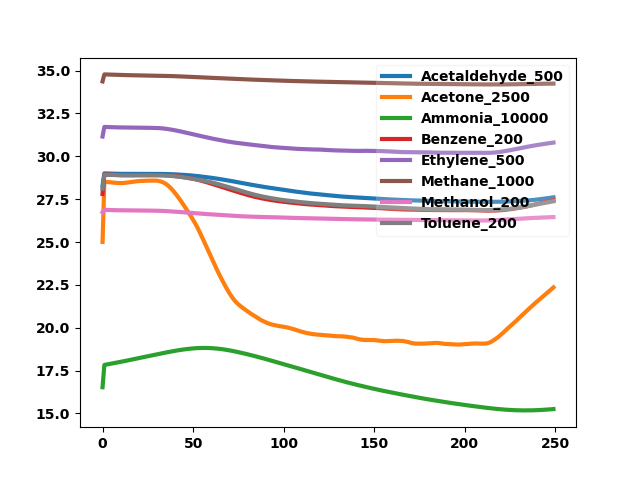 35.0
32.5
30.0
27.5
25.0
22.5
20.0
17.5
15.0
0
50
100
150
200
250
Acetaldehyde_500
Acetone_2500
Ammonia_10000
Benzene_200
Ethylene_500
Methane_1000
Methanol_200
Toluene_200